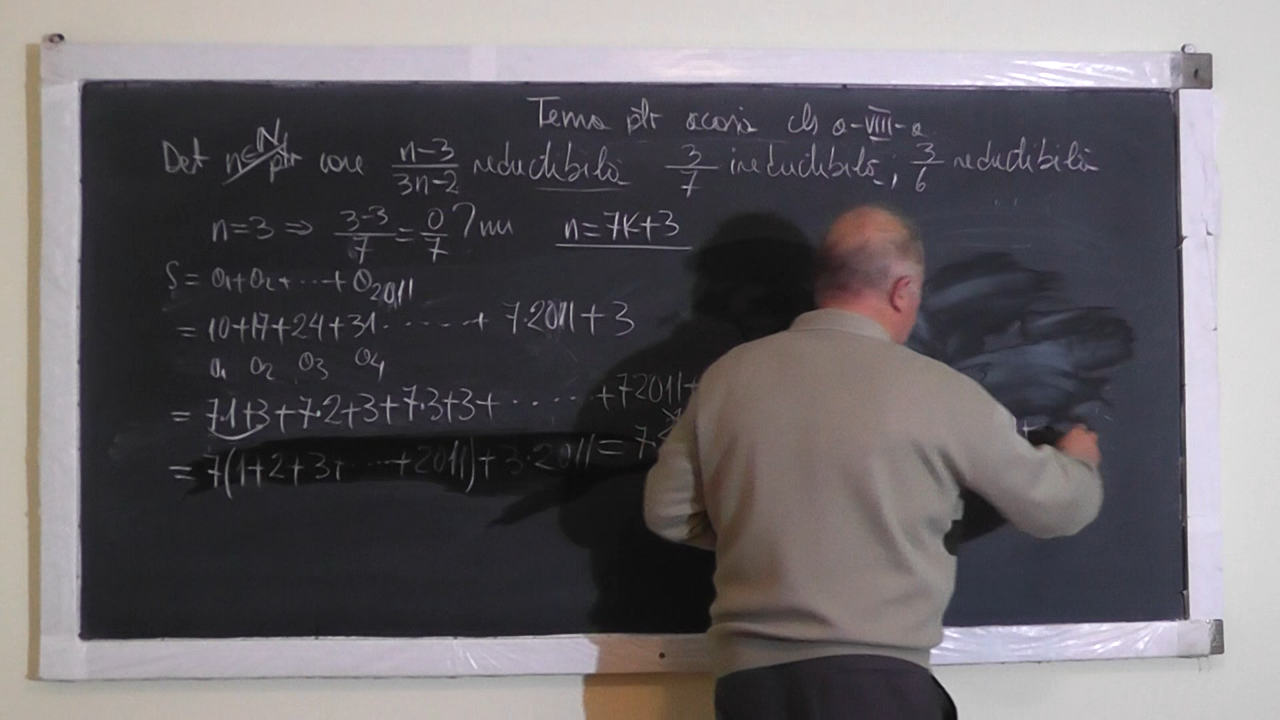 Tema ptr acasă cls a-VIII-a
Det n∈N ptr care n-3/3n-2 reductibilă 3/7 ireductibilă; 3/6 reductibilă
n=3 ⇒ 3-3/7 = 0/7 ? nu n=7K+3
S = a₁+a₂+ ... + a₂₀₁₁
= 10+17+24+31 ...... + 7·2011+3
a₁ a₂ a₃ a₄
= 7·1+3+7·2+3+7·3+3+ ...... +7·2011+
= 7(1+2+3+ ... +2011)+3·2011 = 7·